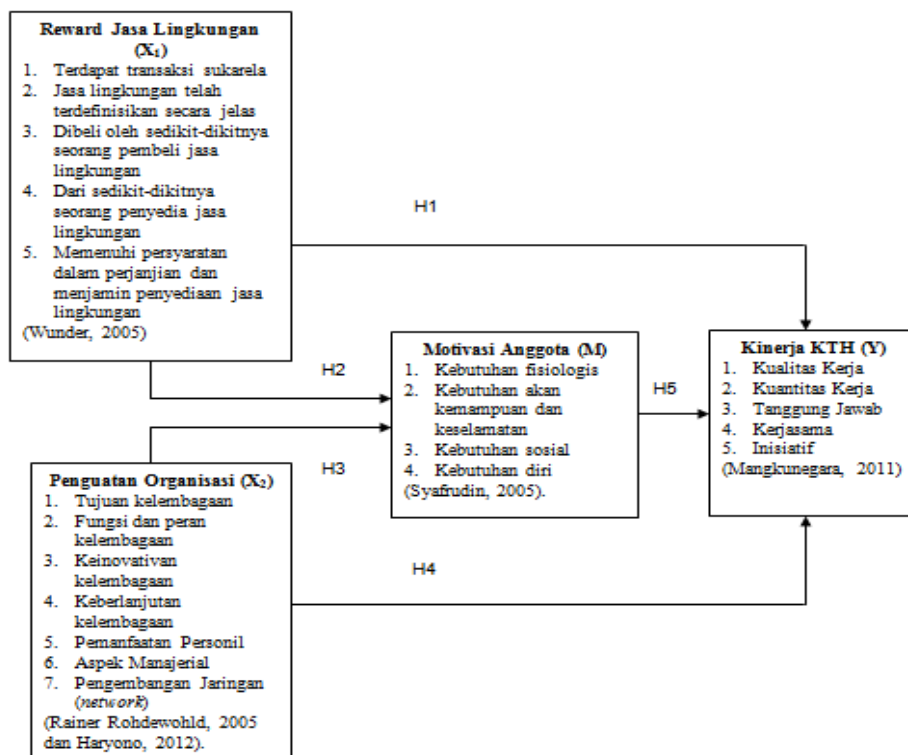 Reward Jasa Lingkungan
(X₁)
1. Terdapat transaksi sukarela
2. Jasa lingkungan telah
terdefinisikan secara jelas
3. Dibeli oleh sedikit-dikitnya
seorang pembeli jasa
lingkungan
4. Dari sedikit-dikitnya
seorang penyedia jasa
lingkungan
5. Memenuhi persyaratan
dalam perjanjian dan
menjamin penyediaan jasa
lingkungan
(Wunder, 2005)
H1
H2
Motivasi Anggota (M)
1. Kebutuhan fisiologis
2. Kebutuhan akan
kemampuan dan
keselamatan
3. Kebutuhan sosial
4. Kebutuhan diri
(Syafrudin, 2005).
H5
Kinerja KTH (Y)
1. Kualitas Kerja
2. Kuantitas Kerja
3. Tanggung Jawab
4. Kerjasama
5. Inisiatif
(Mangkunegara, 2011)
H3
Penguatan Organisasi (X₂)
1. Tujuan kelembagaan
2. Fungsi dan peran
kelembagaan
3. Keinovativan
kelembagaan
4. Keberlanjutan
kelembagaan
5. Pemanfaatan Personil
6. Aspek Manajerial
7. Pengembangan Jaringan
(network)
(Rainer Rohdewohld, 2005
dan Haryono, 2012).
H4